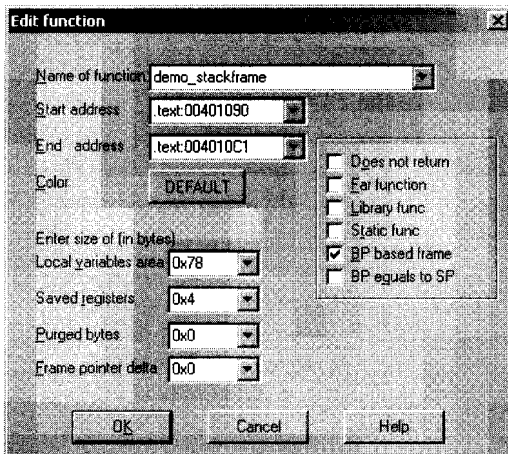 Edit function
Name of function demo_stackframe
Start address .text:00401090
End address .text:004010C1
Color DEFAULT
Does not return
Far function
Library func
Static func
BP based frame
BP equals to SP
Enter size of (in bytes)
Local variables area 0x78
Saved registers 0x4
Purged bytes 0x0
Frame pointer delta 0x0
OK Cancel Help